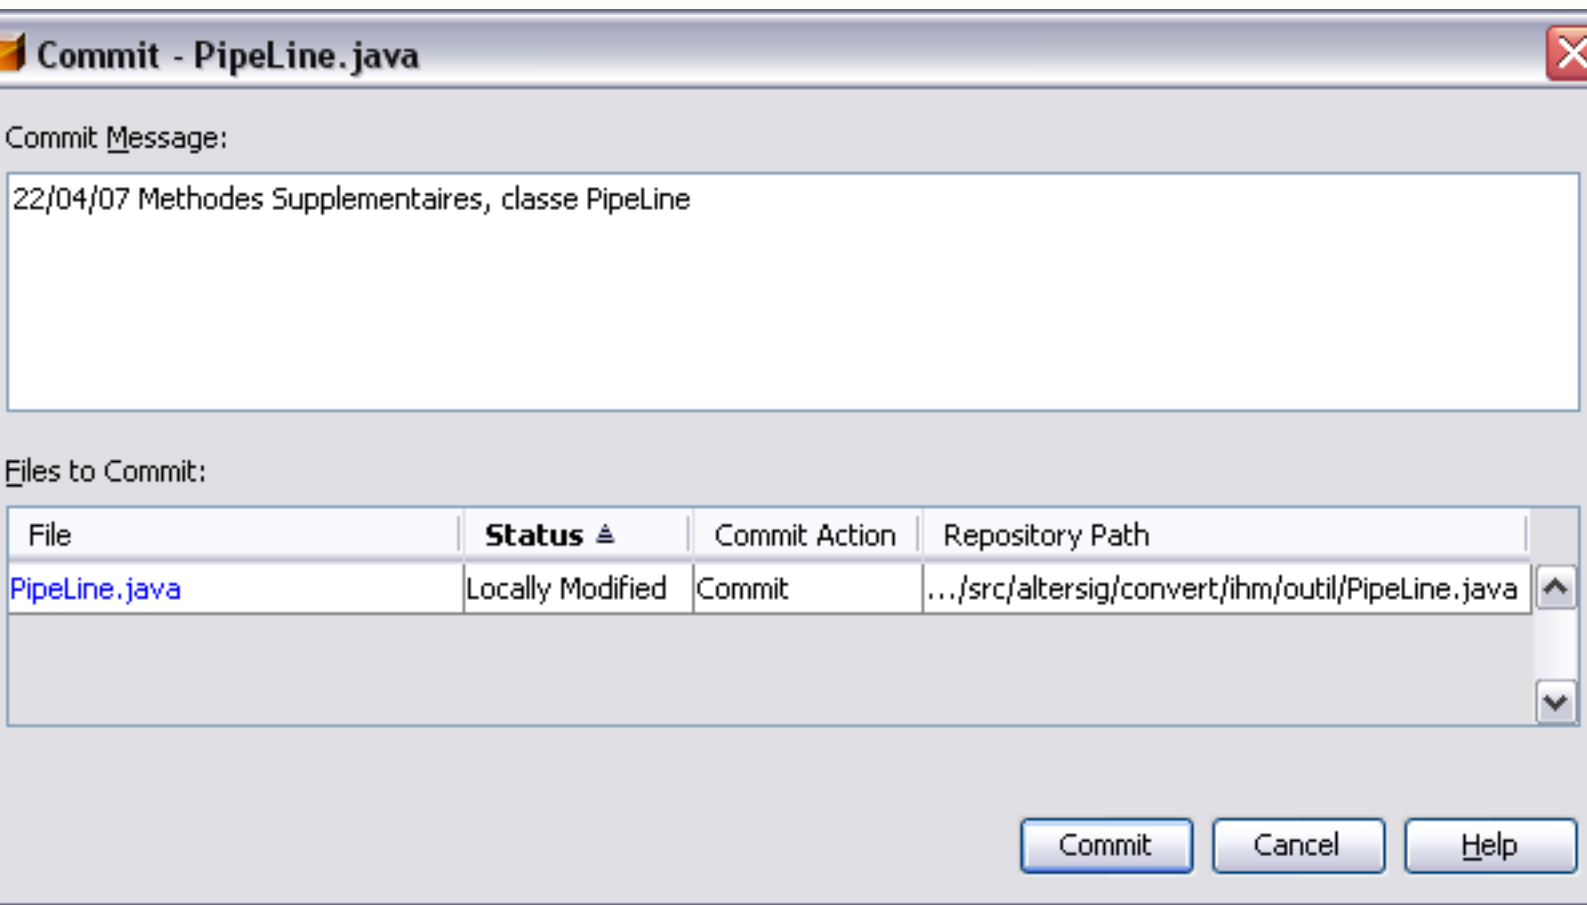 Commit - PipeLine.java
Commit Message:
22/04/07 Methodes Supplementaires, classe PipeLine
Files to Commit:
File Status Commit Action Repository Path
PipeLine.java Locally Modified Commit .../src/altersig/convert/ihm/outil/PipeLine.java
Commit Cancel Help